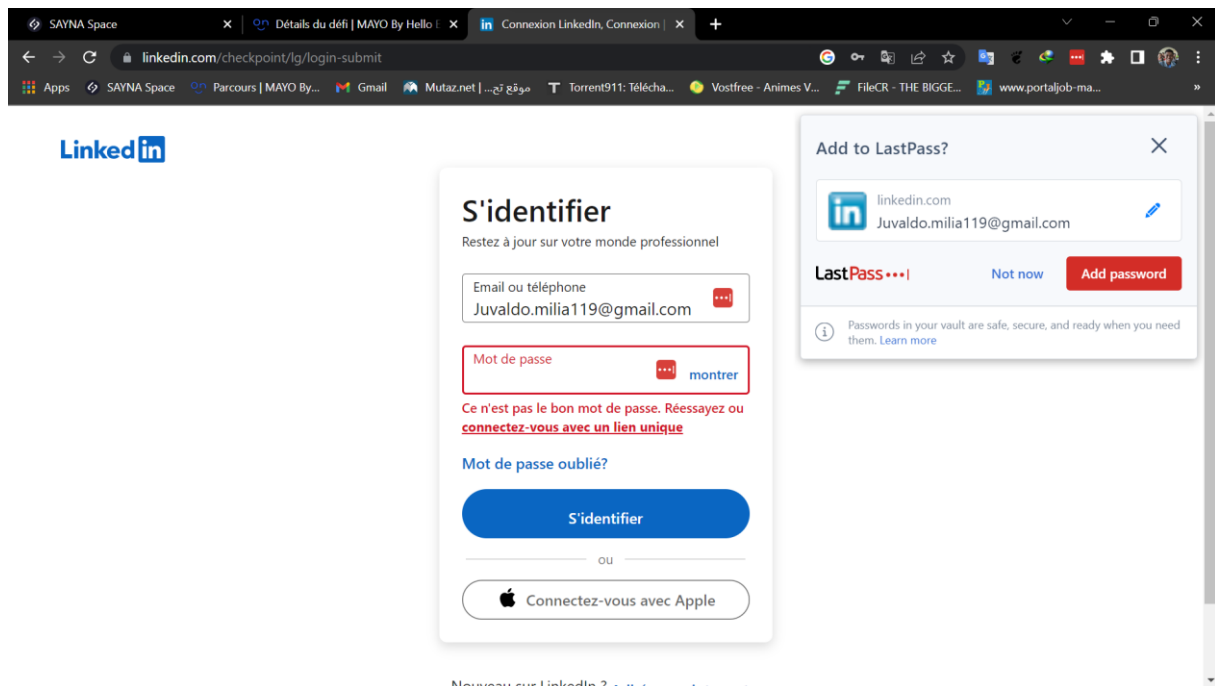 SAYNA Space
Détails du défi | MAYO By Hello E
Connexion LinkedIn, Connexion |
linkedin.com/checkpoint/lg/login-submit
Apps SAYNA Space Parcours | MAYO By... Gmail Mutaz.net | موقع تح... Torrent911: Télécha... Vostfree - Animes V... FileCR - THE BIGGE... www.portaljob-ma... »
Linked in
S'identifier
Restez à jour sur votre monde professionnel
Email ou téléphone
Juvaldo.milia119@gmail.com
Mot de passe
montrer
Ce n'est pas le bon mot de passe. Réessayez ou
connectez-vous avec un lien unique
Mot de passe oublié?
S'identifier
ou
Connectez-vous avec Apple
Nouveau sur LinkedIn ?
Add to LastPass?
linkedin.com
Juvaldo.milia119@gmail.com
LastPass
Not now
Add password
Passwords in your vault are safe, secure, and ready when you need
them. Learn more